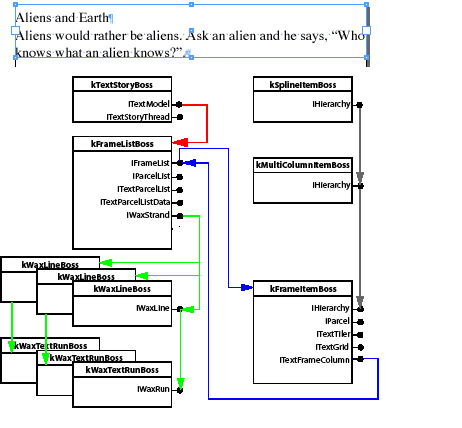 Aliens and Earth¶
Aliens would rather be aliens. Ask an alien and he says, “Who
knows what an alien knows?”
kTextStoryBoss
ITextModel
ITextStoryThread
kFrameListBoss
IFrameList
IParcelList
ITextParcelList
ITextParcelListData
IWaxStrand
kWaxLineBoss
kWaxLineBoss
kWaxLineBoss
IWaxLine
kWaxTextRunBoss
kWaxTextRunBoss
kWaxTextRunBoss
IWaxRun
kSplineItemBoss
IHierarchy
kMultiColumnItemBoss
IHierarchy
kFrameItemBoss
IHierarchy
IParcel
ITextTiler
ITextGrid
ITextFrameColumn